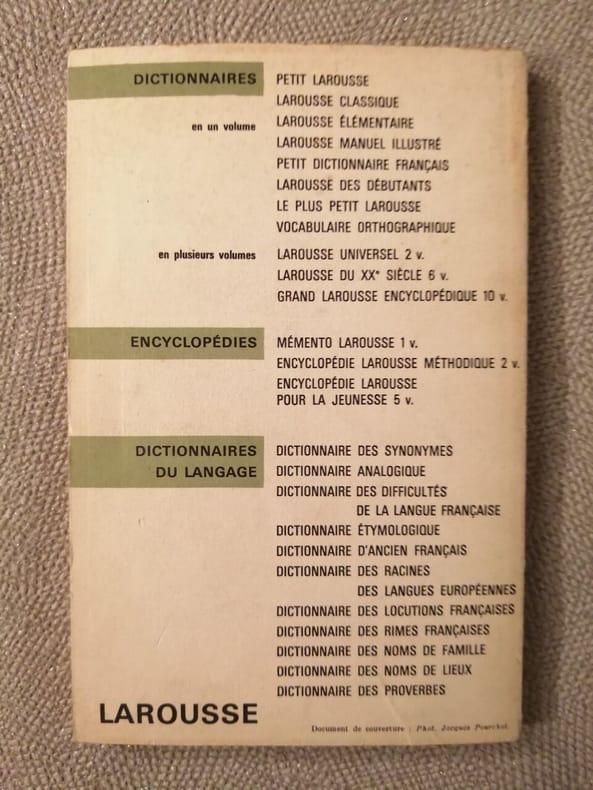 DICTIONNAIRES
en un volume
PETIT LAROUSSE
LAROUSSE CLASSIQUE
LAROUSSE ÉLÉMENTAIRE
LAROUSSE MANUEL ILLUSTRÉ
PETIT DICTIONNAIRE FRANÇAIS
LAROUSSE DES DÉBUTANTS
LE PLUS PETIT LAROUSSE
VOCABULAIRE ORTHOGRAPHIQUE
en plusieurs volumes
LAROUSSE UNIVERSEL 2 v.
LAROUSSE DU XXe SIÈCLE 6 v.
GRAND LAROUSSE ENCYCLOPÉDIQUE 10 v.
ENCYCLOPÉDIES
MÉMENTO LAROUSSE 1 v.
ENCYCLOPÉDIE LAROUSSE MÉTHODIQUE 2 v.
ENCYCLOPÉDIE LAROUSSE
POUR LA JEUNESSE 5 v.
DICTIONNAIRES
DU LANGAGE
DICTIONNAIRE DES SYNONYMES
DICTIONNAIRE ANALOGIQUE
DICTIONNAIRE DES DIFFICULTÉS
DE LA LANGUE FRANÇAISE
DICTIONNAIRE ÉTYMOLOGIQUE
DICTIONNAIRE D'ANCIEN FRANÇAIS
DICTIONNAIRE DES RACINES
DES LANGUES EUROPÉENNES
DICTIONNAIRE DES LOCUTIONS FRANÇAISES
DICTIONNAIRE DES RIMES FRANÇAISES
DICTIONNAIRE DES NOMS DE FAMILLE
DICTIONNAIRE DES NOMS DE LIEUX
DICTIONNAIRE DES PROVERBES
LAROUSSE
Document de couverture : Phot. Jacques